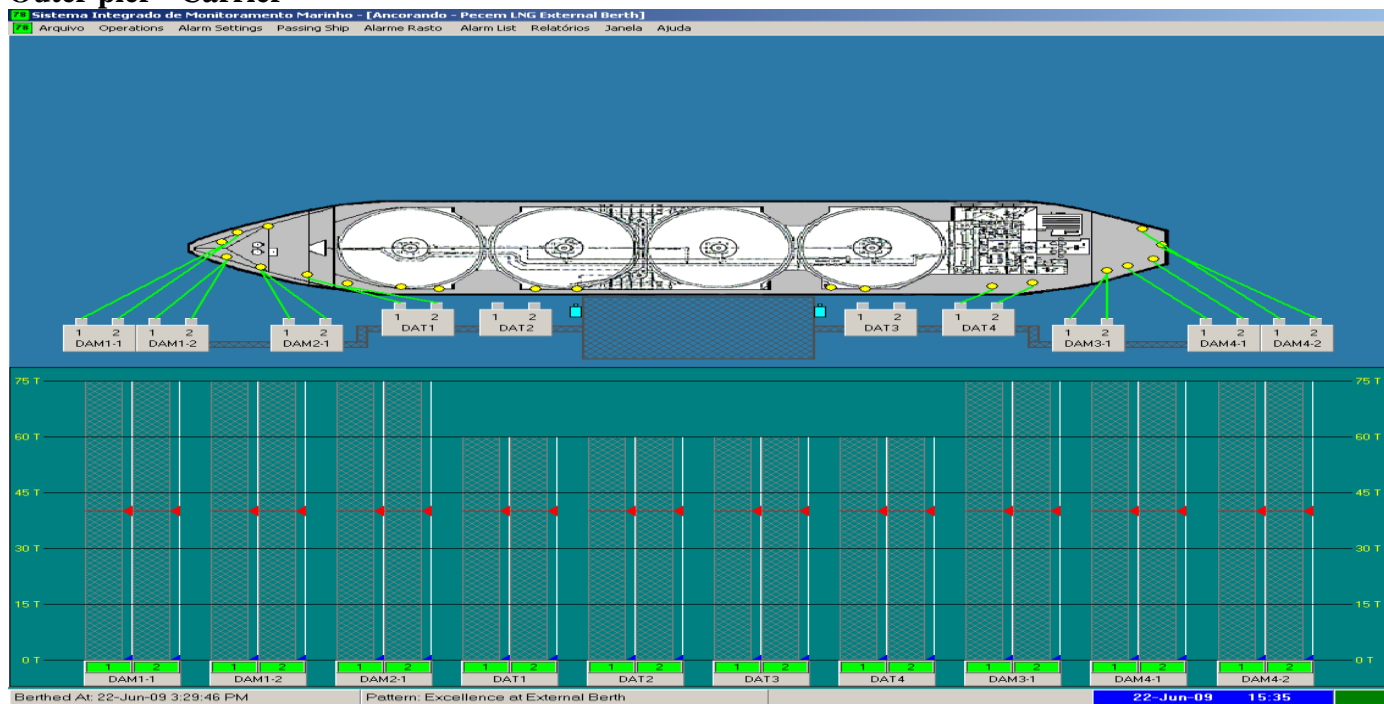 Outer pier - Carrier
78 Sistema Integrado de Monitoramento Marinho - [Ancorando - Pecem LNG External Berth]
78 Arquivo Operations Alarm Settings Passing Ship Alarme Rasto Alarm List Relatórios Janela Ajuda
1 2 1 2 1 2 1 2
DAT1 DAT2 DAT3 DAT4
1 2 1 2 1 2 1 2 1 2 1 2
DAM1-1 DAM1-2 DAM2-1 DAM3-1 DAM4-1 DAM4-2
75 T 75 T
60 T 60 T
45 T 45 T
30 T 30 T
15 T 15 T
0 T 0 T
1 2 1 2 1 2 1 2 1 2 1 2 1 2 1 2 1 2 1 2
DAM1-1 DAM1-2 DAM2-1 DAT1 DAT2 DAT3 DAT4 DAM3-1 DAM4-1 DAM4-2
Berthed At: 22-Jun-09 3:29:46 PM Pattern: Excellence at External Berth 22-Jun-09 15:35